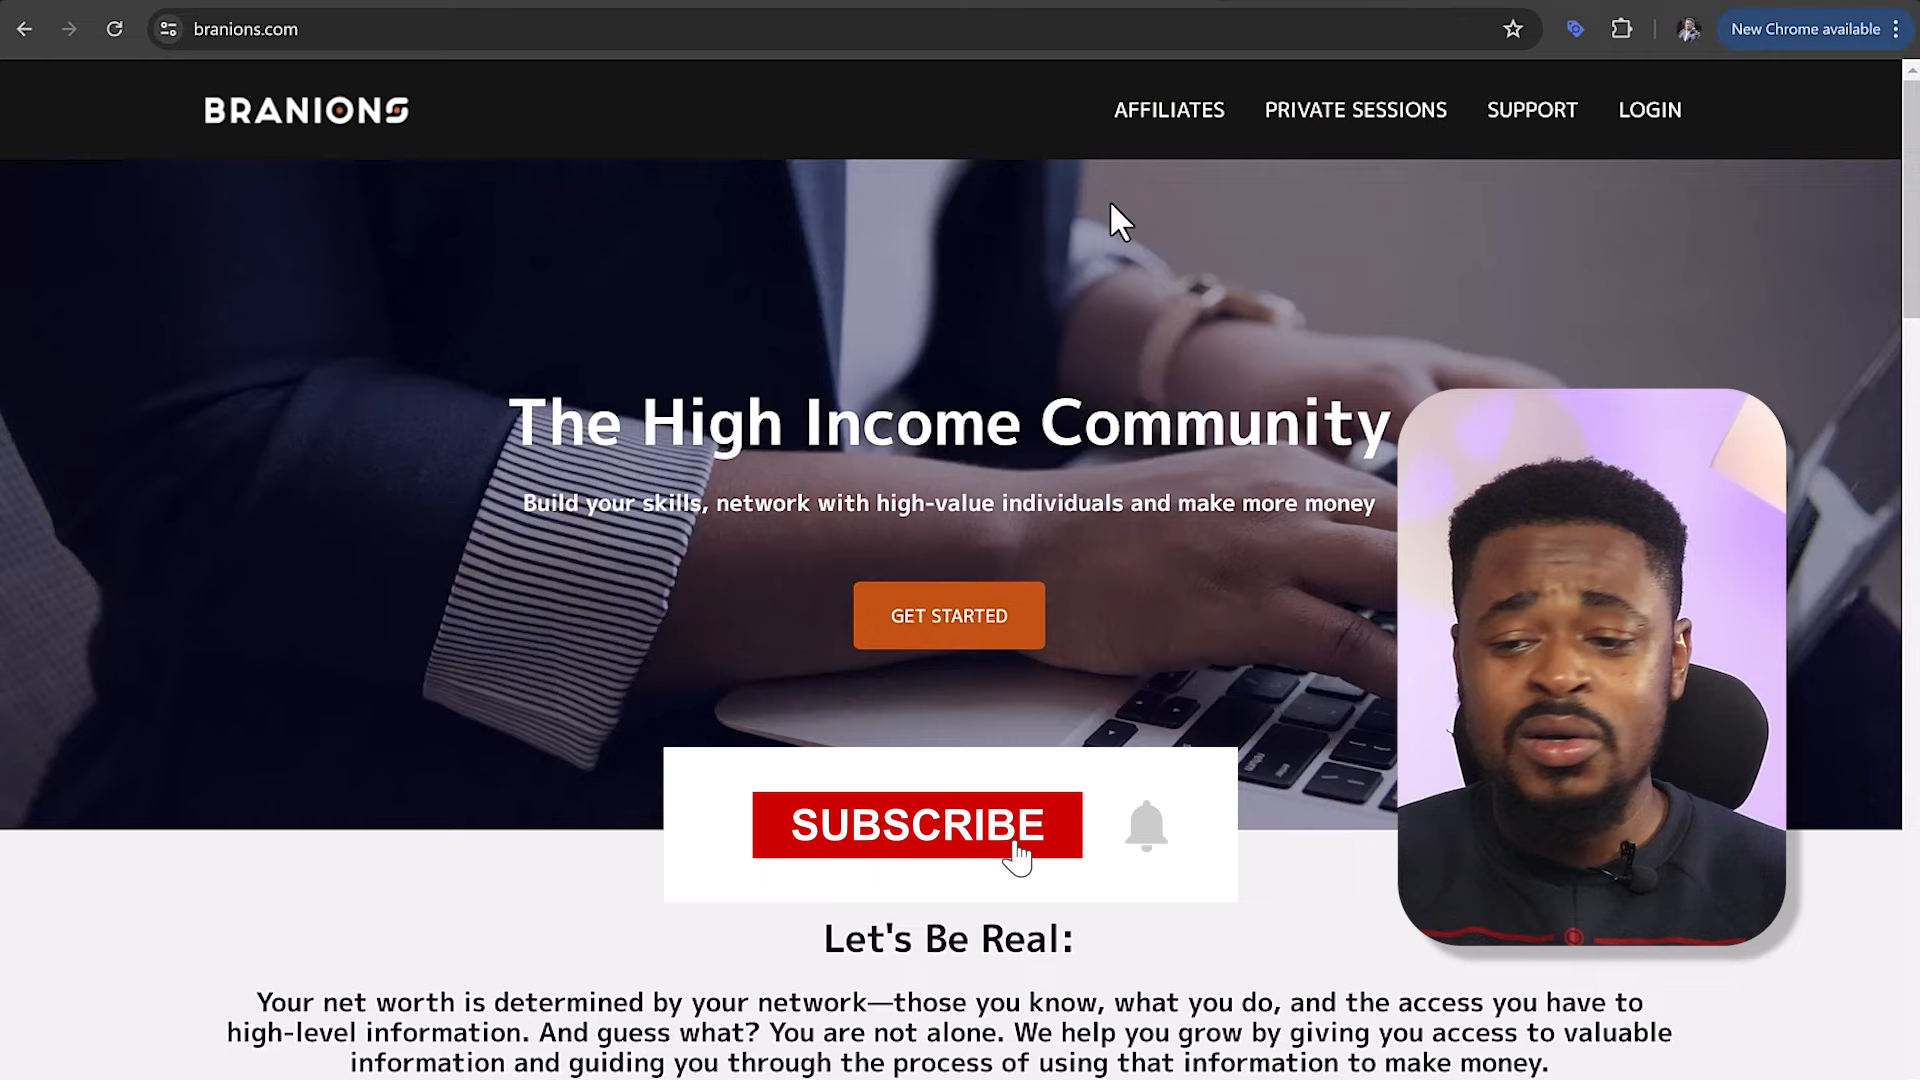 branions.com
New Chrome available
BRANIONS
AFFILIATES PRIVATE SESSIONS SUPPORT LOGIN
The High Income Community
Build your skills, network with high-value individuals and make more money
GET STARTED
SUBSCRIBE
Let's Be Real:
Your net worth is determined by your network—those you know, what you do, and the access you have to
high-level information. And guess what? You are not alone. We help you grow by giving you access to valuable
information and guiding you through the process of using that information to make money.